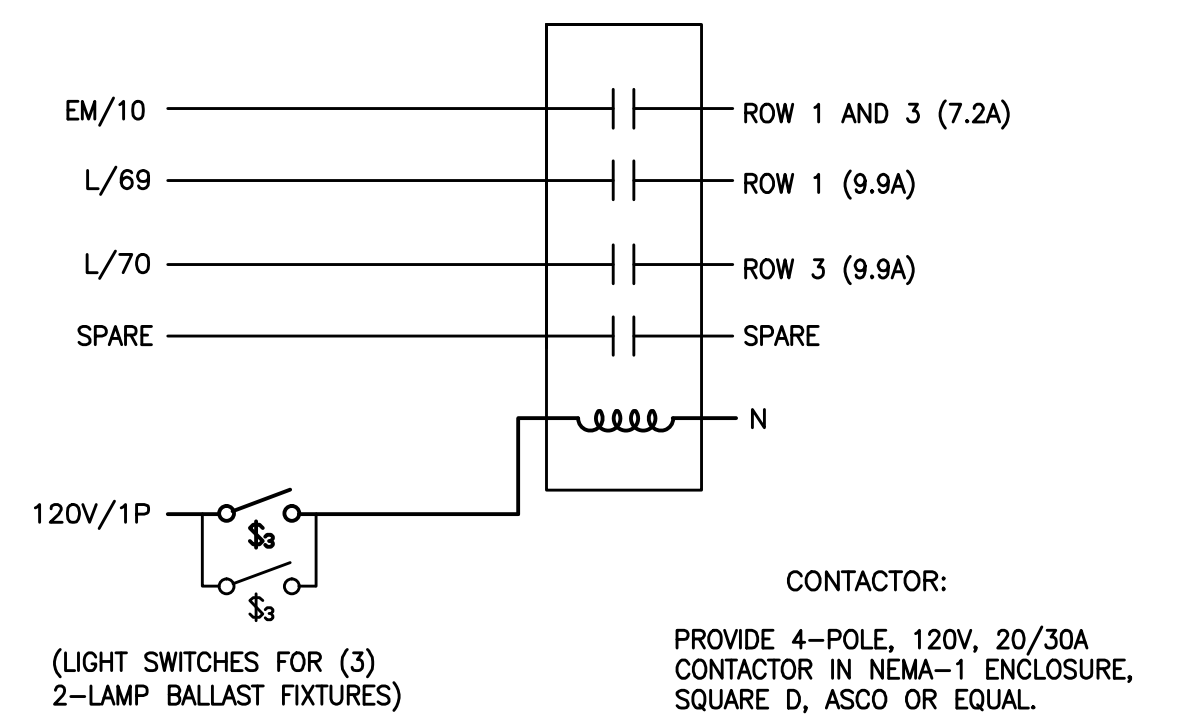 EM/10
ROW 1 AND 3 (7.2A)
L/69
ROW 1 (9.9A)
L/70
ROW 3 (9.9A)
SPARE
SPARE
N
120V/1P
$3
$3
(LIGHT SWITCHES FOR (3)
2-LAMP BALLAST FIXTURES)
CONTACTOR:
PROVIDE 4-POLE, 120V, 20/30A
CONTACTOR IN NEMA-1 ENCLOSURE,
SQUARE D, ASCO OR EQUAL.